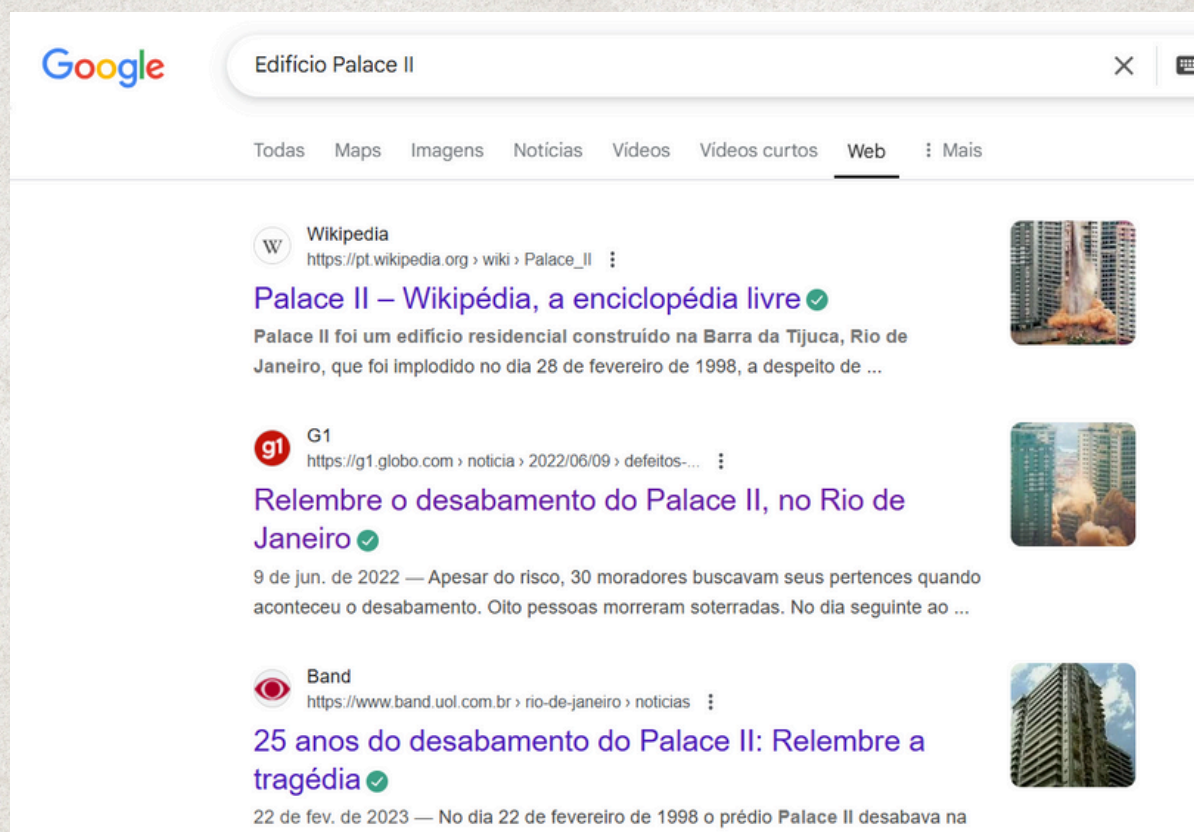 Google
Edifício Palace II
Todas Maps Imagens Notícias Vídeos Vídeos curtos Web Mais
W
Wikipedia
https://pt.wikipedia.org › wiki › Palace_II
Palace II – Wikipédia, a enciclopédia livre
Palace II foi um edifício residencial construído na Barra da Tijuca, Rio de
Janeiro, que foi implodido no dia 28 de fevereiro de 1998, a despeito de ...
g1
G1
https://g1.globo.com › noticia › 2022/06/09 › defeitos-...
Relembre o desabamento do Palace II, no Rio de
Janeiro
9 de jun. de 2022 — Apesar do risco, 30 moradores buscavam seus pertences quando
aconteceu o desabamento. Oito pessoas morreram soterradas. No dia seguinte ao ...
Band
https://www.band.uol.com.br › rio-de-janeiro › noticias
25 anos do desabamento do Palace II: Relembre a
tragédia
22 de fev. de 2023 — No dia 22 de fevereiro de 1998 o prédio Palace II desabava na